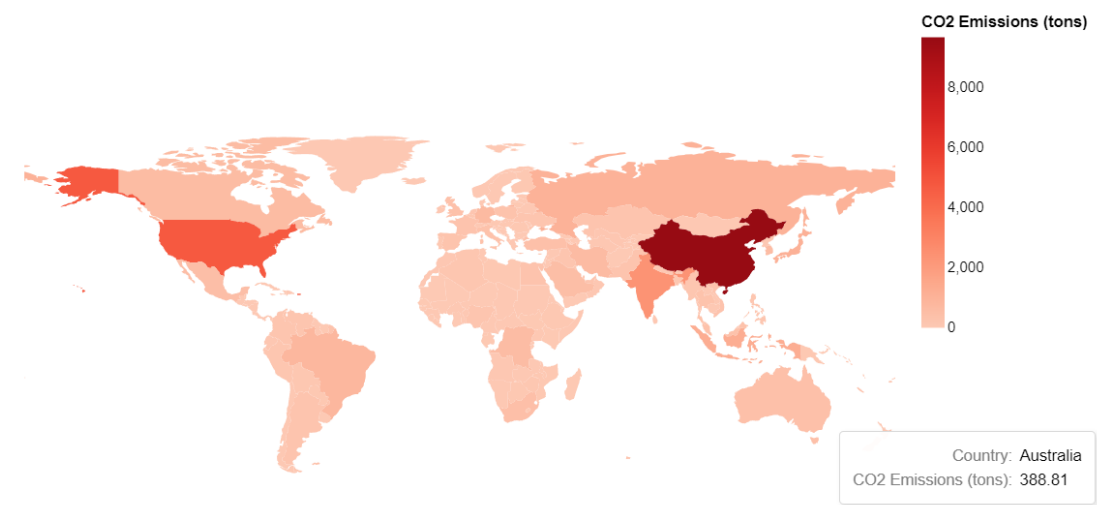 CO2 Emissions (tons)
8,000
6,000
4,000
2,000
0
Country: Australia
CO2 Emissions (tons): 388.81